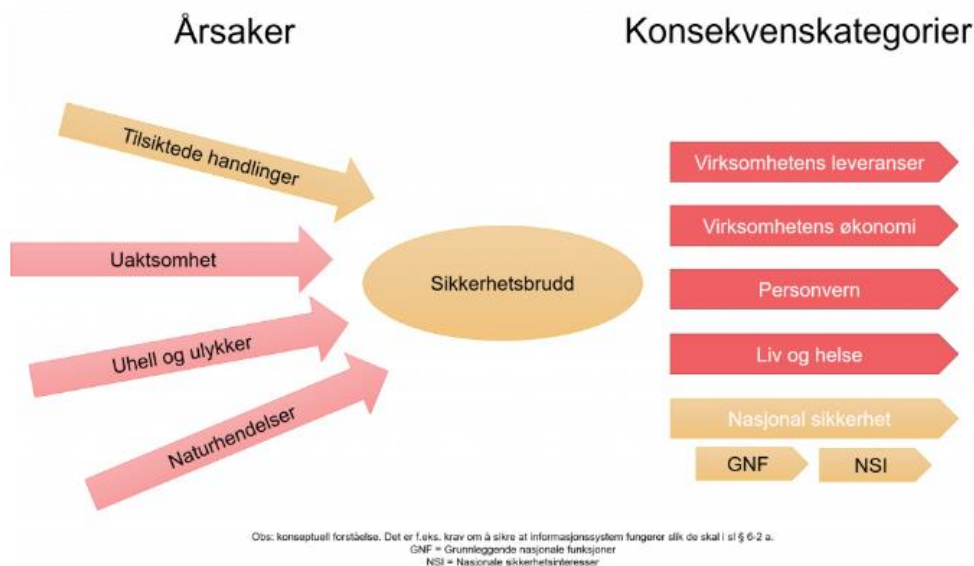 Årsaker
Konsekvenskategorier
Tilsiktede handlinger
Uaktsomhet
Uhell og ulykker
Naturhendelser
Sikkerhetsbrudd
Virksomhetens leveranser
Virksomhetens økonomi
Personvern
Liv og helse
Nasjonal sikkerhet
GNF
NSI
Obs: konseptuell forståelse. Det er f.eks. krav om å sikre at informasjonssystem fungerer slik de skal i sl § 6-2 a.
GNF = Grunnleggende nasjonale funksjoner
NSI = Nasjonale sikkerhetsinteresser